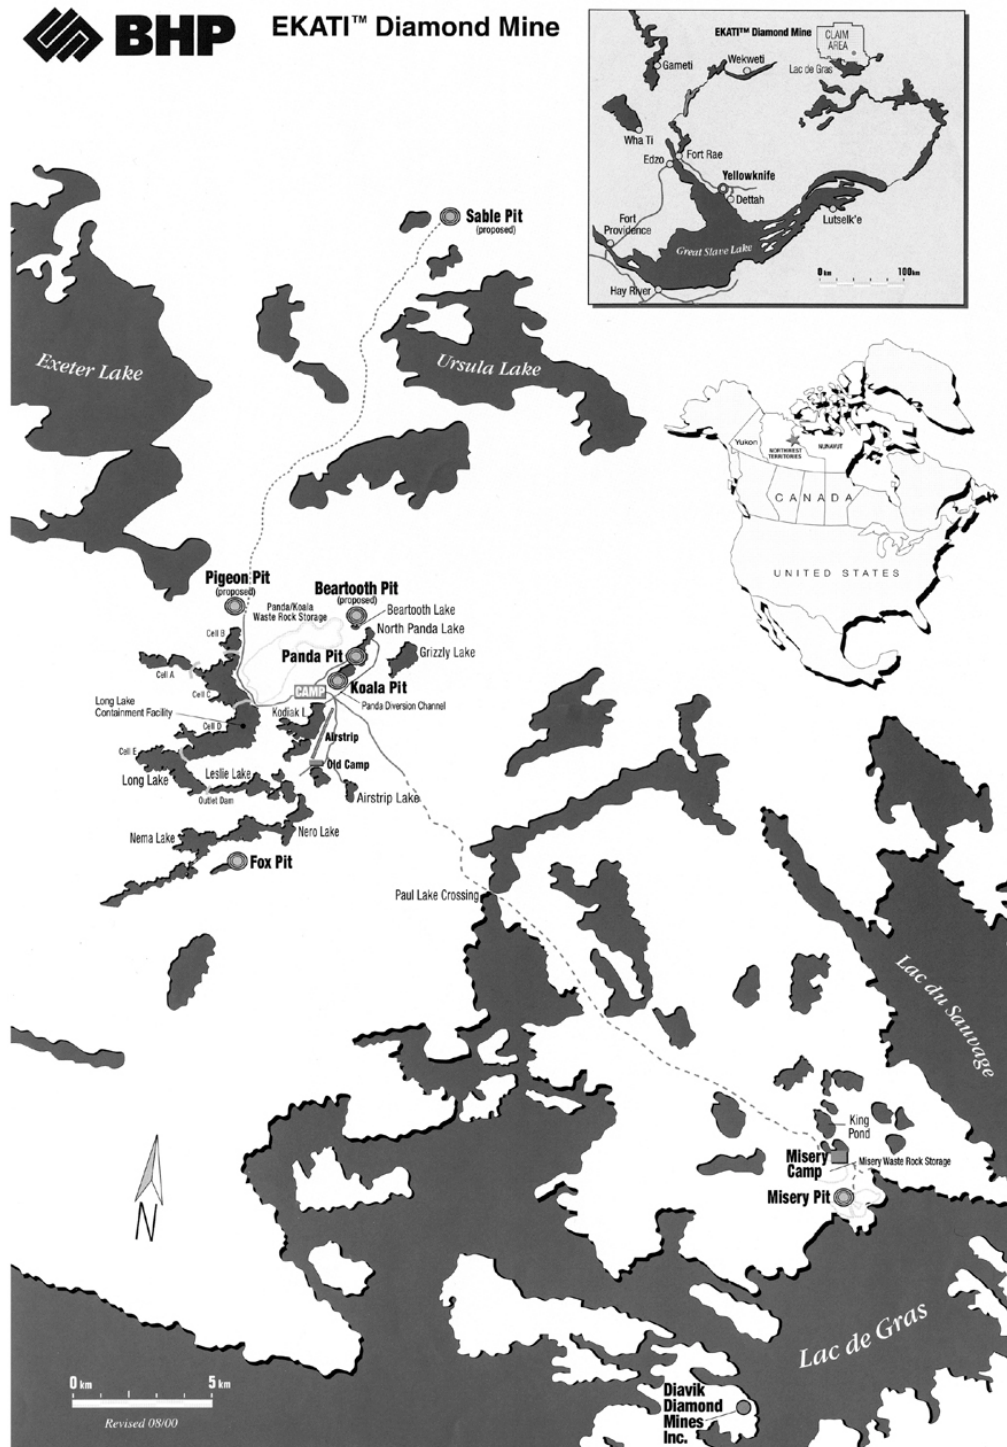 BHP
EKATI™ Diamond Mine
EKATI™ Diamond Mine
CLAIM
AREA
Lac de Gras
Gameti
Wekweti
Wha Ti
Edzo
Fort Rae
Yellowknife
Dettah
Fort
Providence
Lutselk'e
Great Slave Lake
Hay River
0 km
100km
Sable Pit
(proposed)
Exeter Lake
Ursula Lake
Yukon
NORTHWEST
TERRITORIES
NUNAVUT
CANADA
UNITED STATES
Pigeon Pit
(proposed)
Beartooth Pit
(proposed)
Panda/Koala
Waste Rock Storage
Beartooth Lake
North Panda Lake
Cell B
Panda Pit
Grizzly Lake
Cell A
Cell C
CAMP
Koala Pit
Long Lake
Containment Facility
Panda Diversion Channel
Kodiak L.
Cell D
Airstrip
Cell E
Old Camp
Long Lake
Leslie Lake
Outlet Dam
Airstrip Lake
Nema Lake
Nero Lake
Fox Pit
Paul Lake Crossing
Lac du Sauvage
King
Pond
Misery
Camp
Misery Waste Rock Storage
Misery Pit
N
Lac de Gras
0 km
5 km
Revised 08/00
Diavik
Diamond
Mines
Inc.